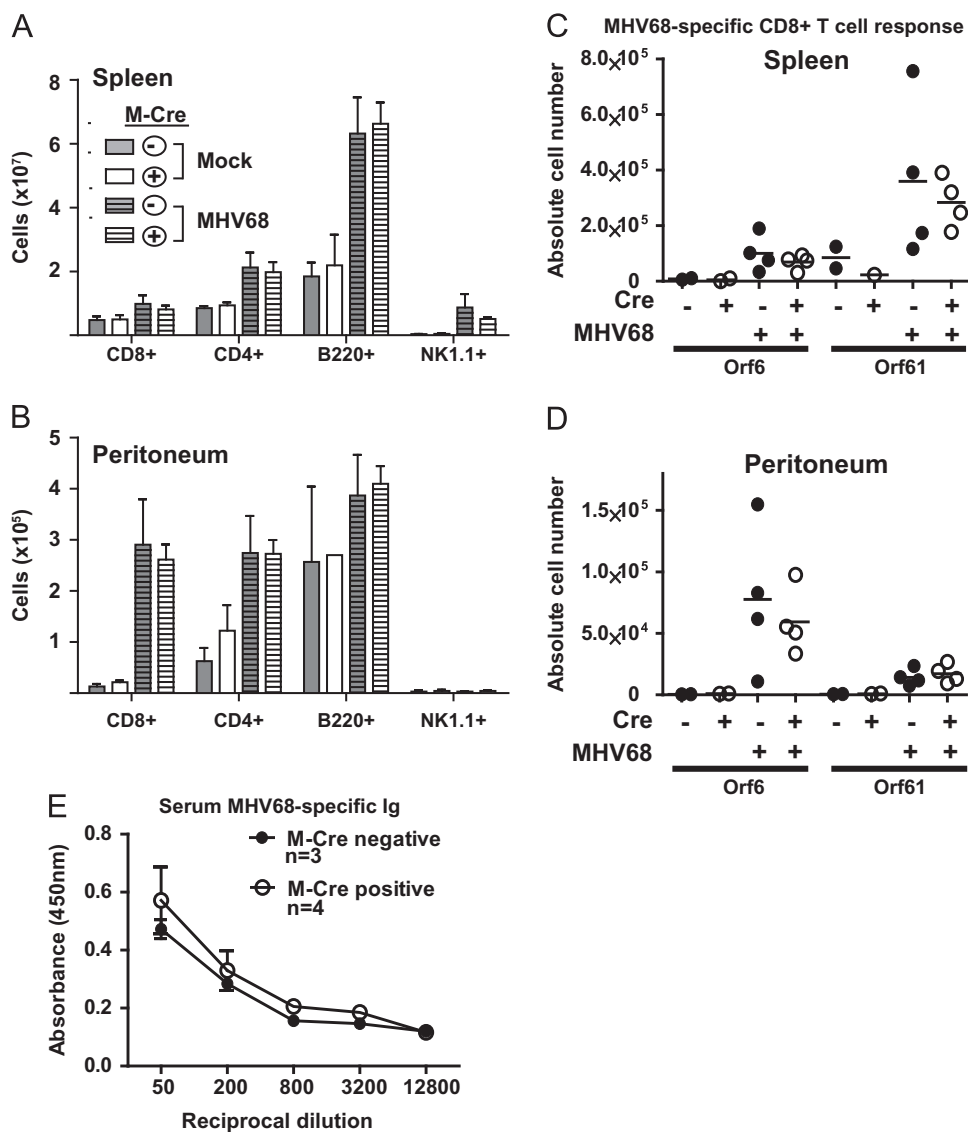 A
Spleen
M-Cre
- Mock
+
- MHV68
+
Cells (x10⁷)
8
6
4
2
CD8+ CD4+ B220+ NK1.1+
B
Peritoneum
Cells (x10⁵)
5
4
3
2
1
CD8+ CD4+ B220+ NK1.1+
C
MHV68-specific CD8+ T cell response
Spleen
Absolute cell number
8.0×10⁵
6.0×10⁵
4.0×10⁵
2.0×10⁵
0
Cre - + - + - + - +
MHV68 + + + +
Orf6 Orf61
D
Peritoneum
Absolute cell number
1.5×10⁵
1.0×10⁵
5.0×10⁴
0
Cre - + - + - + - +
MHV68 + + + +
Orf6 Orf61
E
Serum MHV68-specific Ig
M-Cre negative
n=3
M-Cre positive
n=4
Absorbance (450nm)
0.8
0.6
0.4
0.2
0.0
50 200 800 3200 12800
Reciprocal dilution